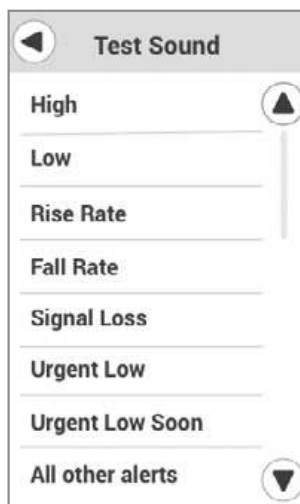 Test Sound
High
Low
Rise Rate
Fall Rate
Signal Loss
Urgent Low
Urgent Low Soon
All other alerts